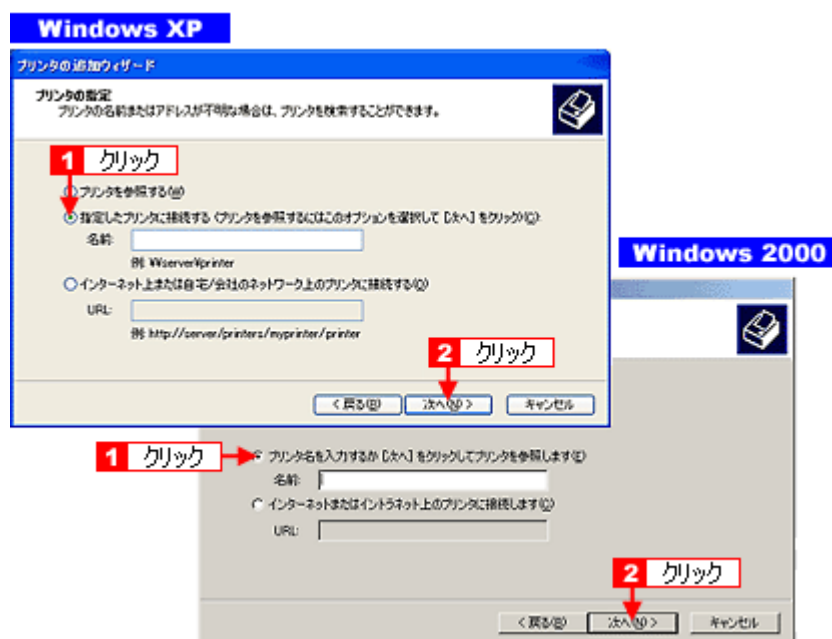 Windows XP
プリンタの追加ウィザード
プリンタの指定
プリンタの名前またはアドレスが不明な場合は、プリンタを検索することができます。
1 クリック
プリンタを参照する(W)
指定したプリンタに接続する (プリンタを参照するにはこのオプションを選択して [次へ] をクリック)(C):
名前:
例: ¥¥server¥printer
インターネット上または自宅/会社のネットワーク上のプリンタに接続する(O):
URL:
例: http://server/printers/myprinter/printer
2 クリック
< 戻る(B)
次へ(N) >
キャンセル
Windows 2000
1 クリック
プリンタ名を入力するか [次へ] をクリックしてプリンタを参照します(E)
名前:
インターネットまたはイントラネット上のプリンタに接続します(C)
URL:
2 クリック
< 戻る(B)
次へ(N) >
キャンセル